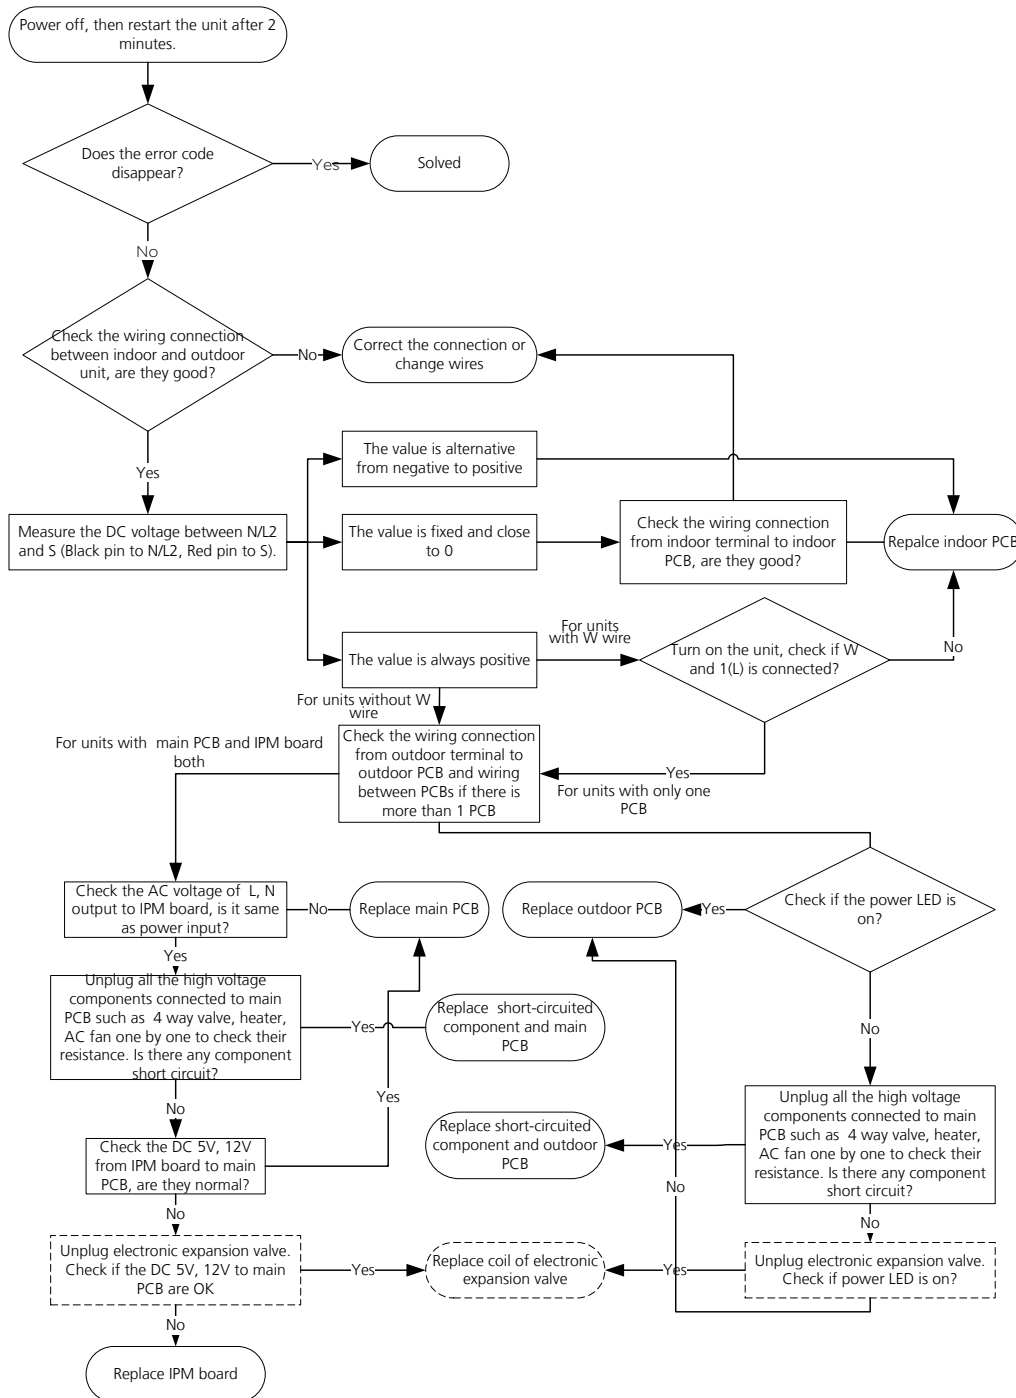 Power off, then restart the unit after 2
minutes.
Does the error code
disappear?
Yes
Solved
No
Check the wiring connection
between indoor and outdoor
unit, are they good?
No
Correct the connection or
change wires
Yes
The value is alternative
from negative to positive
Measure the DC voltage between N/L2
and S (Black pin to N/L2, Red pin to S).
The value is fixed and close
to 0
Check the wiring connection
from indoor terminal to indoor
PCB, are they good?
Repalce indoor PCB
The value is always positive
For units
with W wire
Turn on the unit, check if W
and 1(L) is connected?
No
For units without W
wire
For units with  main PCB and IPM board
both
Check the wiring connection
from outdoor terminal to
outdoor PCB and wiring
between PCBs if there is
more than 1 PCB
Yes
For units with only one
PCB
Check the AC voltage of  L, N
output to IPM board, is it same
as power input?
No
Replace main PCB
Replace outdoor PCB
Yes
Check if the power LED is
on?
Yes
Unplug all the high voltage
components connected to main
PCB such as  4 way valve, heater,
AC fan one by one to check their
resistance. Is there any component
short circuit?
Yes
Replace  short-circuited
component and main
PCB
No
No
Yes
Check the DC 5V, 12V
from IPM board to main
PCB, are they normal?
Replace short-circuited
component and outdoor
PCB
Yes
Unplug all the high voltage
components connected to main
PCB such as  4 way valve, heater,
AC fan one by one to check their
resistance. Is there any component
short circuit?
No
No
No
Unplug electronic expansion valve.
Check if the DC 5V, 12V to main
PCB are OK
Yes
Replace coil of electronic
expansion valve
Yes
Unplug electronic expansion valve.
Check if power LED is on?
No
Replace IPM board